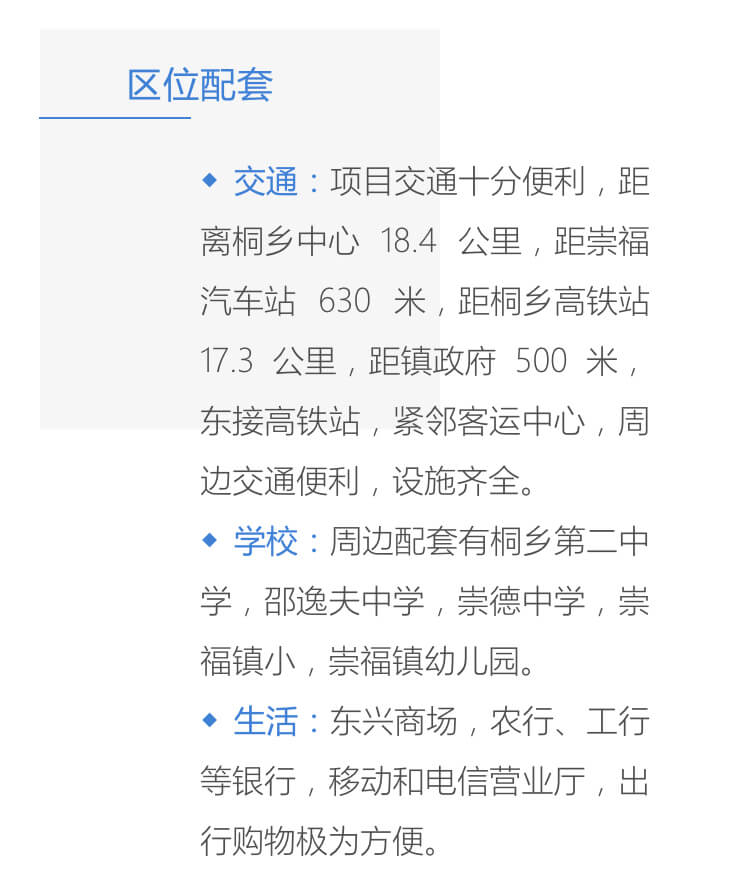 区位配套
◆ 交通：项目交通十分便利，距
离桐乡中心 18.4 公里，距崇福
汽车站 630 米，距桐乡高铁站
17.3 公里，距镇政府 500 米，
东接高铁站，紧邻客运中心，周
边交通便利，设施齐全。
◆ 学校：周边配套有桐乡第二中
学，邵逸夫中学，崇德中学，崇
福镇小，崇福镇幼儿园。
◆ 生活：东兴商场，农行、工行
等银行，移动和电信营业厅，出
行购物极为方便。